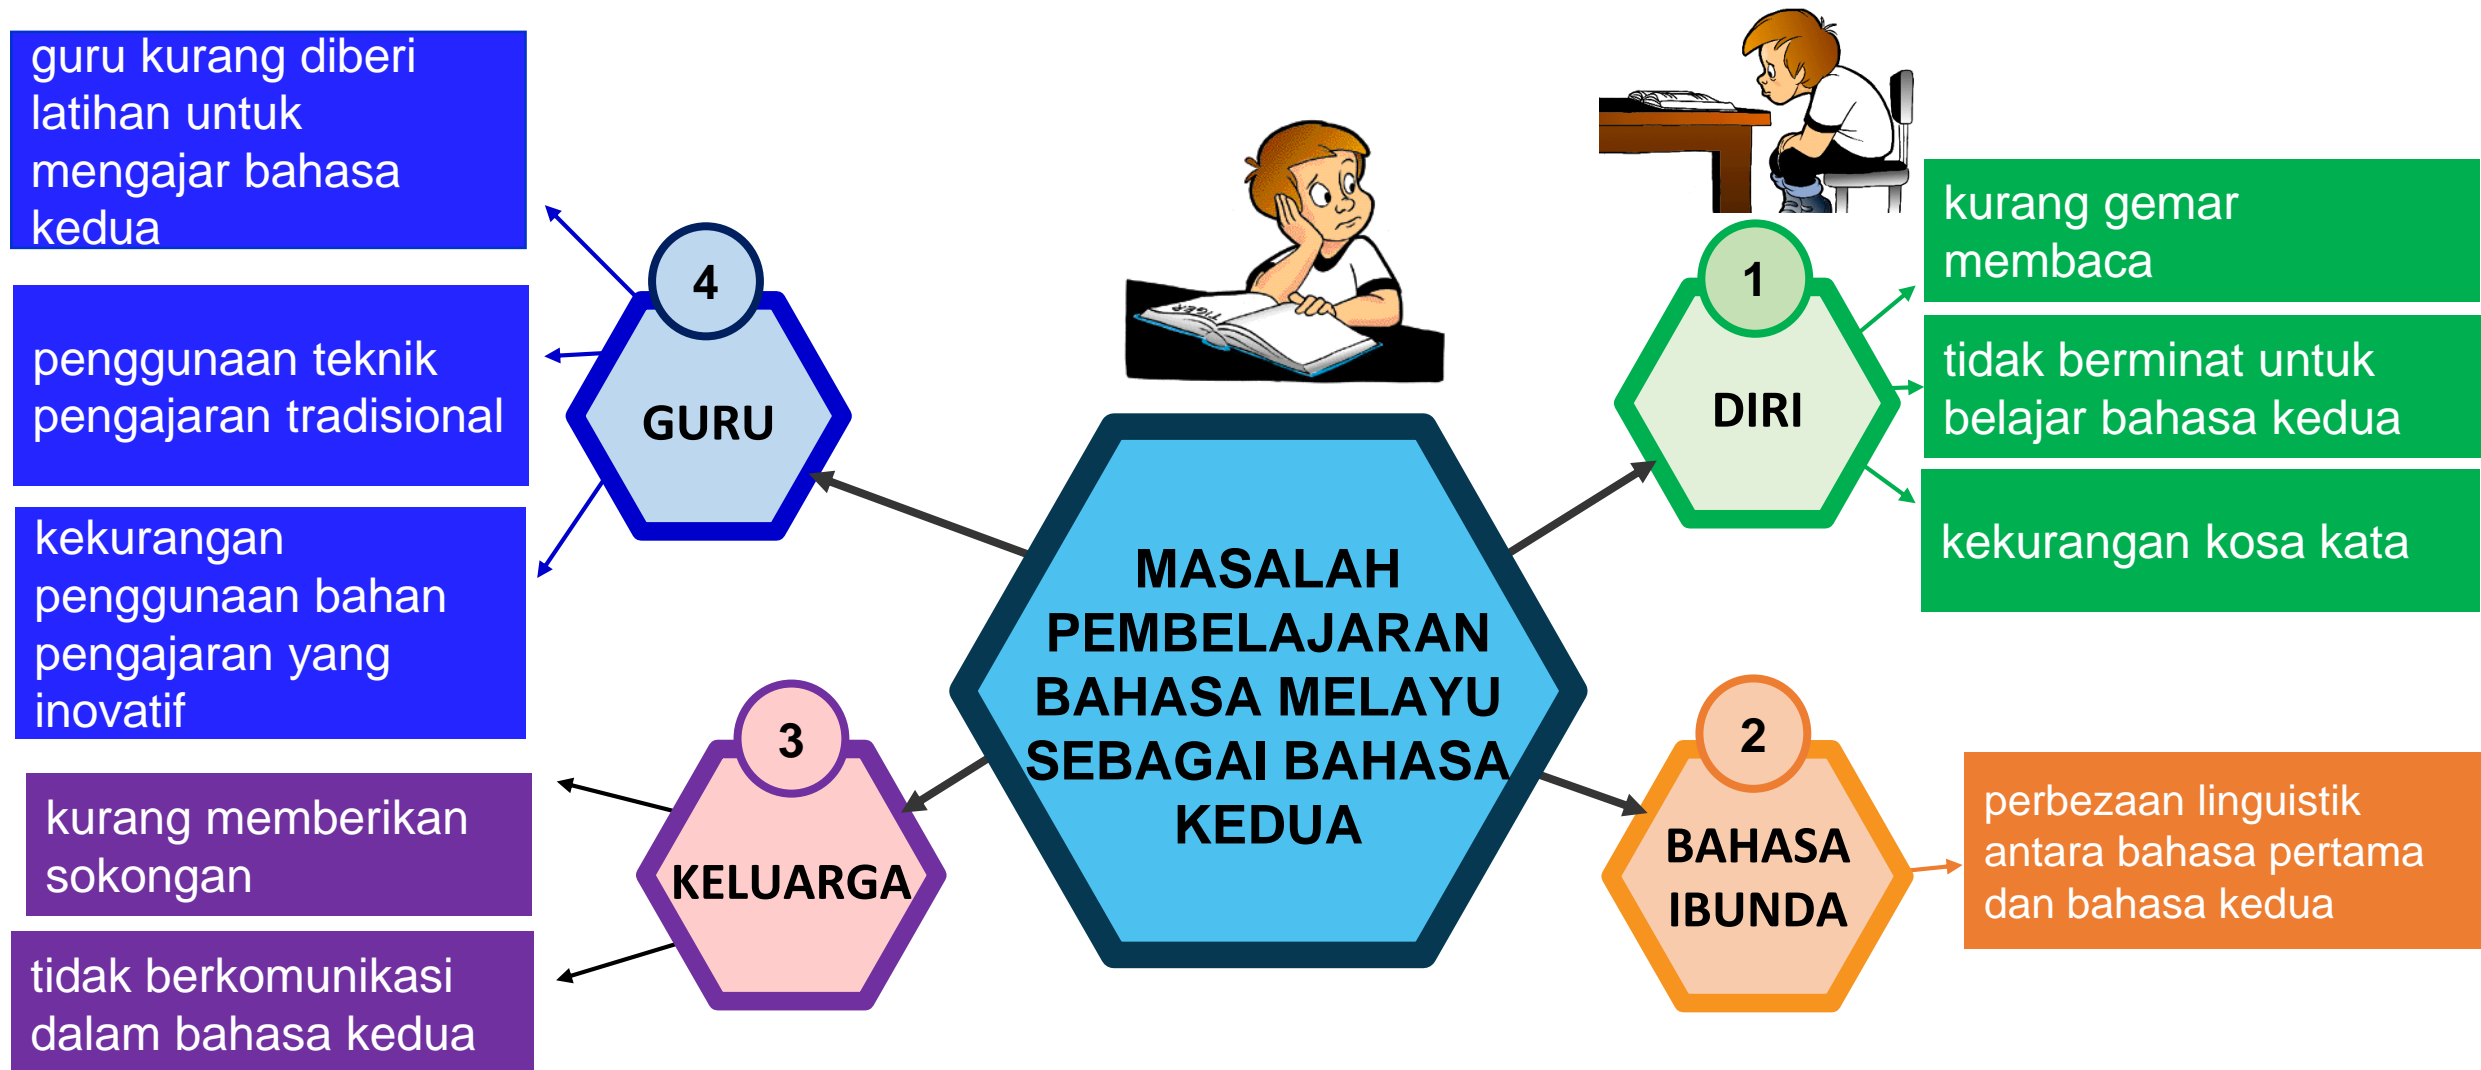 MASALAH
PEMBELAJARAN
BAHASA MELAYU
SEBAGAI BAHASA
KEDUA
1
DIRI
kurang gemar
membaca
tidak berminat untuk
belajar bahasa kedua
kekurangan kosa kata
2
BAHASA
IBUNDA
perbezaan linguistik
antara bahasa pertama
dan bahasa kedua
3
KELUARGA
kurang memberikan
sokongan
tidak berkomunikasi
dalam bahasa kedua
4
GURU
guru kurang diberi
latihan untuk
mengajar bahasa
kedua
penggunaan teknik
pengajaran tradisional
kekurangan
penggunaan bahan
pengajaran yang
inovatif
TIGER